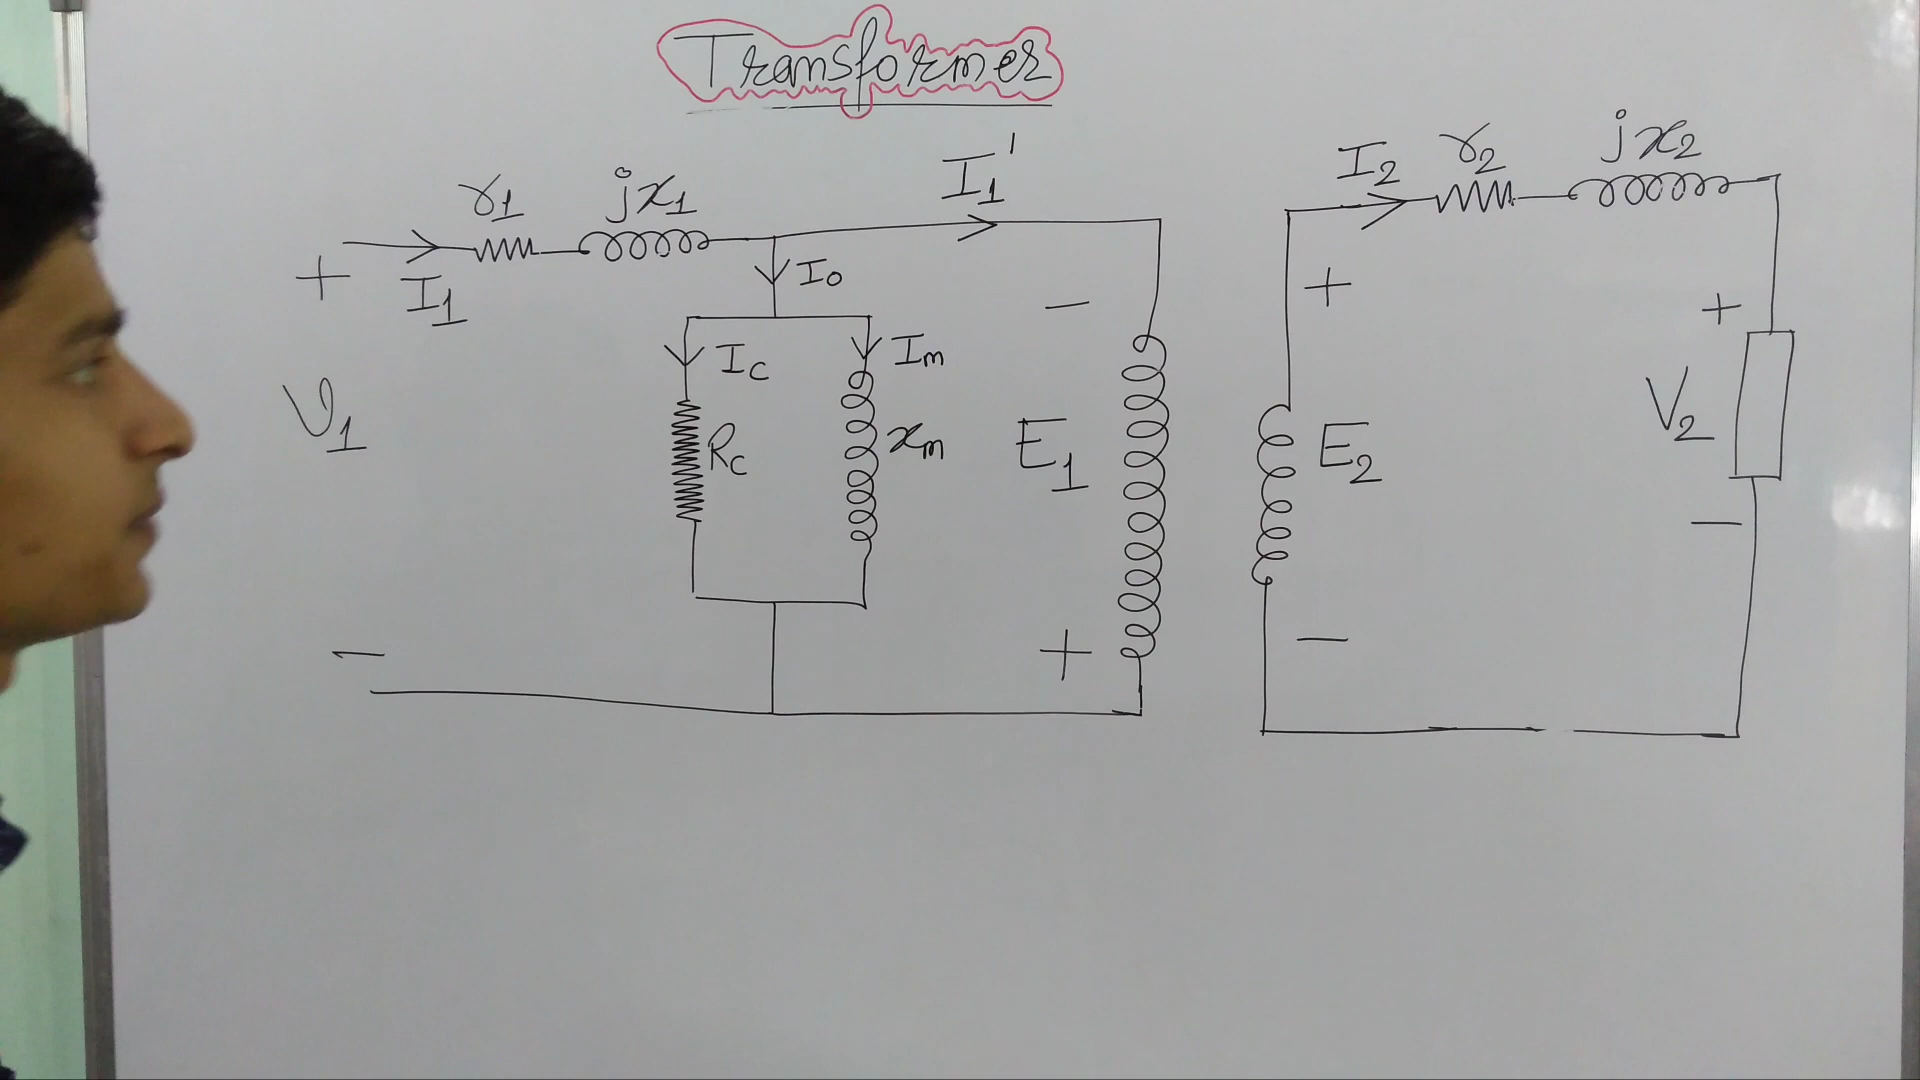 Transformer
I1'
I2 r2 jx2
r1 jx1
+ I1
I0
- + +
Ic Im
V1 Rc xm E1 E2 V2
-
- + -